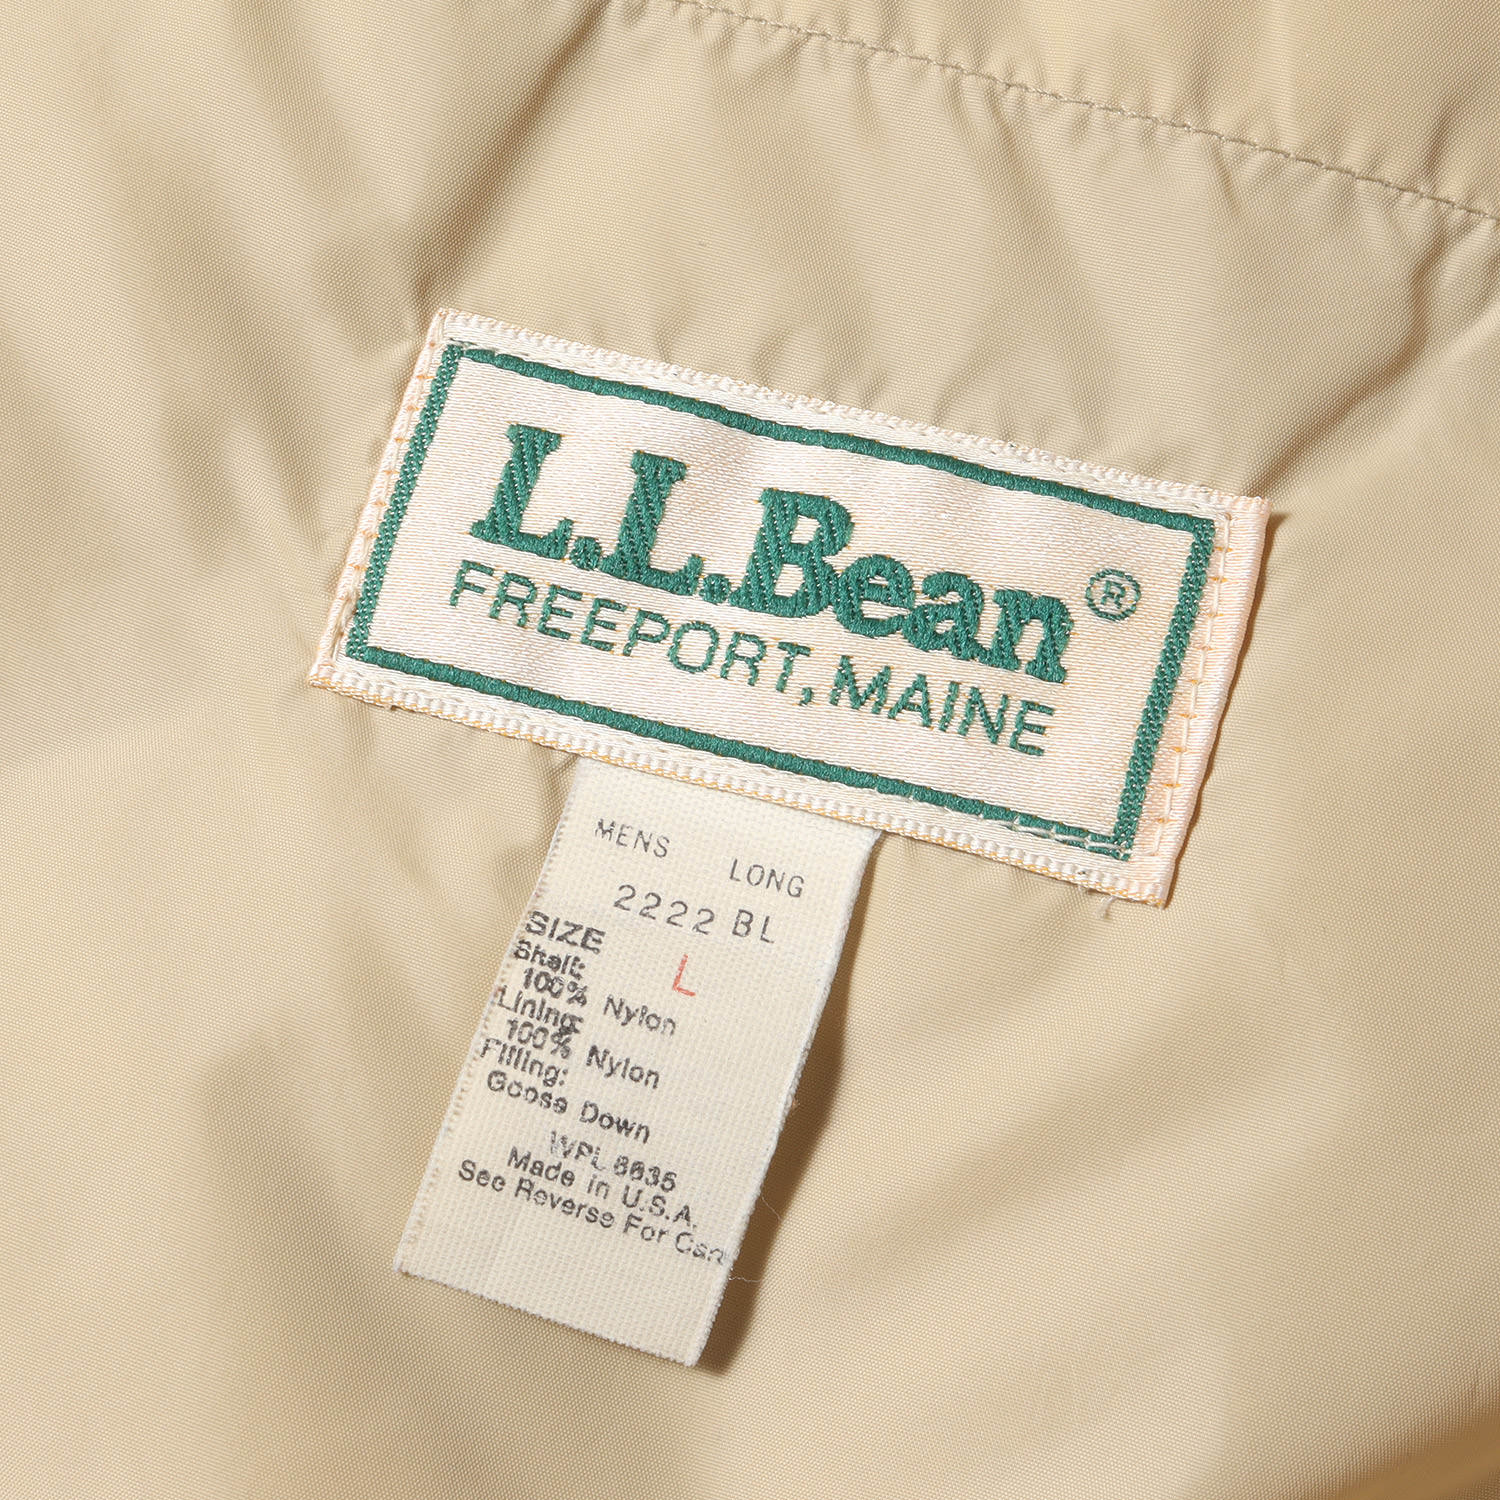 L.L.Bean®
FREEPORT, MAINE
MENS LONG
2222 BL
SIZE L
Shell:
100% Nylon
Lining:
100% Nylon
Filling:
Goose Down
WPL 6635
Made in U.S.A.
See Reverse For Care